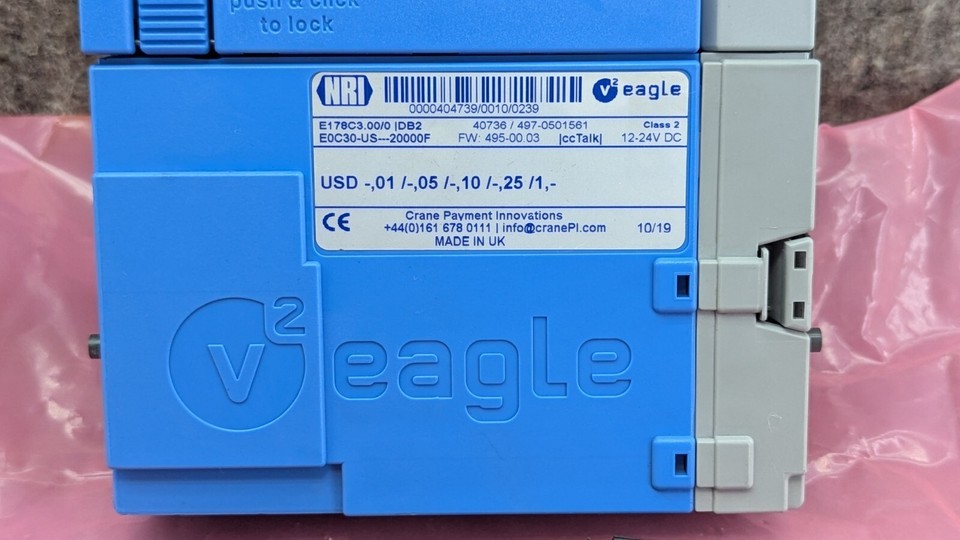 push & click
to lock
NRI
v² eagle
0000404739/0010/0239
E178C3.00/0 |DB2 40736 / 497-0501561 Class 2
E0C30-US---20000F FW: 495-00.03 |ccTalk| 12-24V DC
USD -,01 /-,05 /-,10 /-,25 /1,-
CE Crane Payment Innovations
+44(0)161 678 0111 | info@cranePI.com 10/19
MADE IN UK
v² eagle